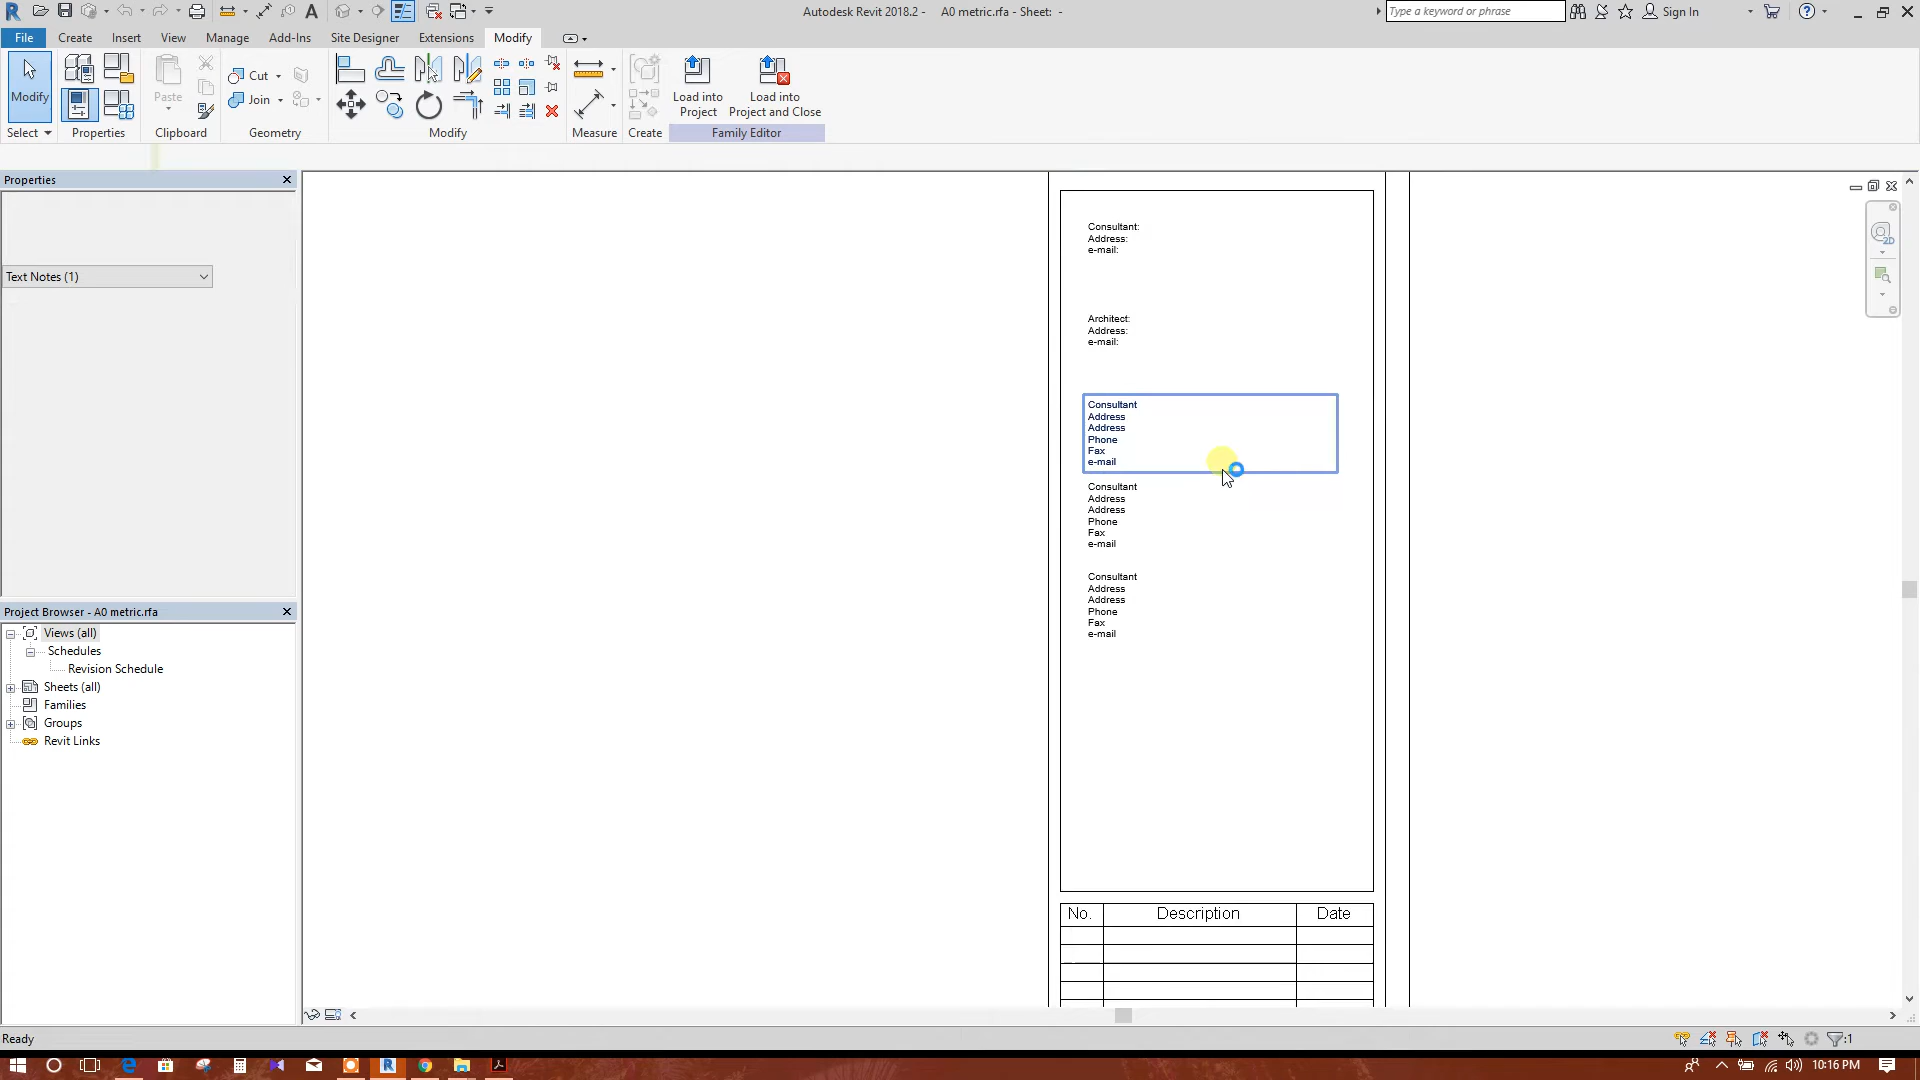 Autodesk Revit 2018.2 - A0 metric.rfa - Sheet: -
Type a keyword or phrase
Sign In
File
Create
Insert
View
Manage
Add-Ins
Site Designer
Extensions
Modify
Modify
Paste
Cut
Join
Load into
Project
Load into
Project and Close
Select
Properties
Clipboard
Geometry
Modify
Measure
Create
Family Editor
Properties
Text Notes (1)
Project Browser - A0 metric.rfa
Views (all)
Schedules
Revision Schedule
Sheets (all)
Families
Groups
Revit Links
Consultant:
Address:
e-mail:
Architect:
Address:
e-mail:
Consultant
Address
Address
Phone
Fax
e-mail
Consultant
Address
Address
Phone
Fax
e-mail
Consultant
Address
Address
Phone
Fax
e-mail
No. Description Date
Ready
:1
10:16 PM